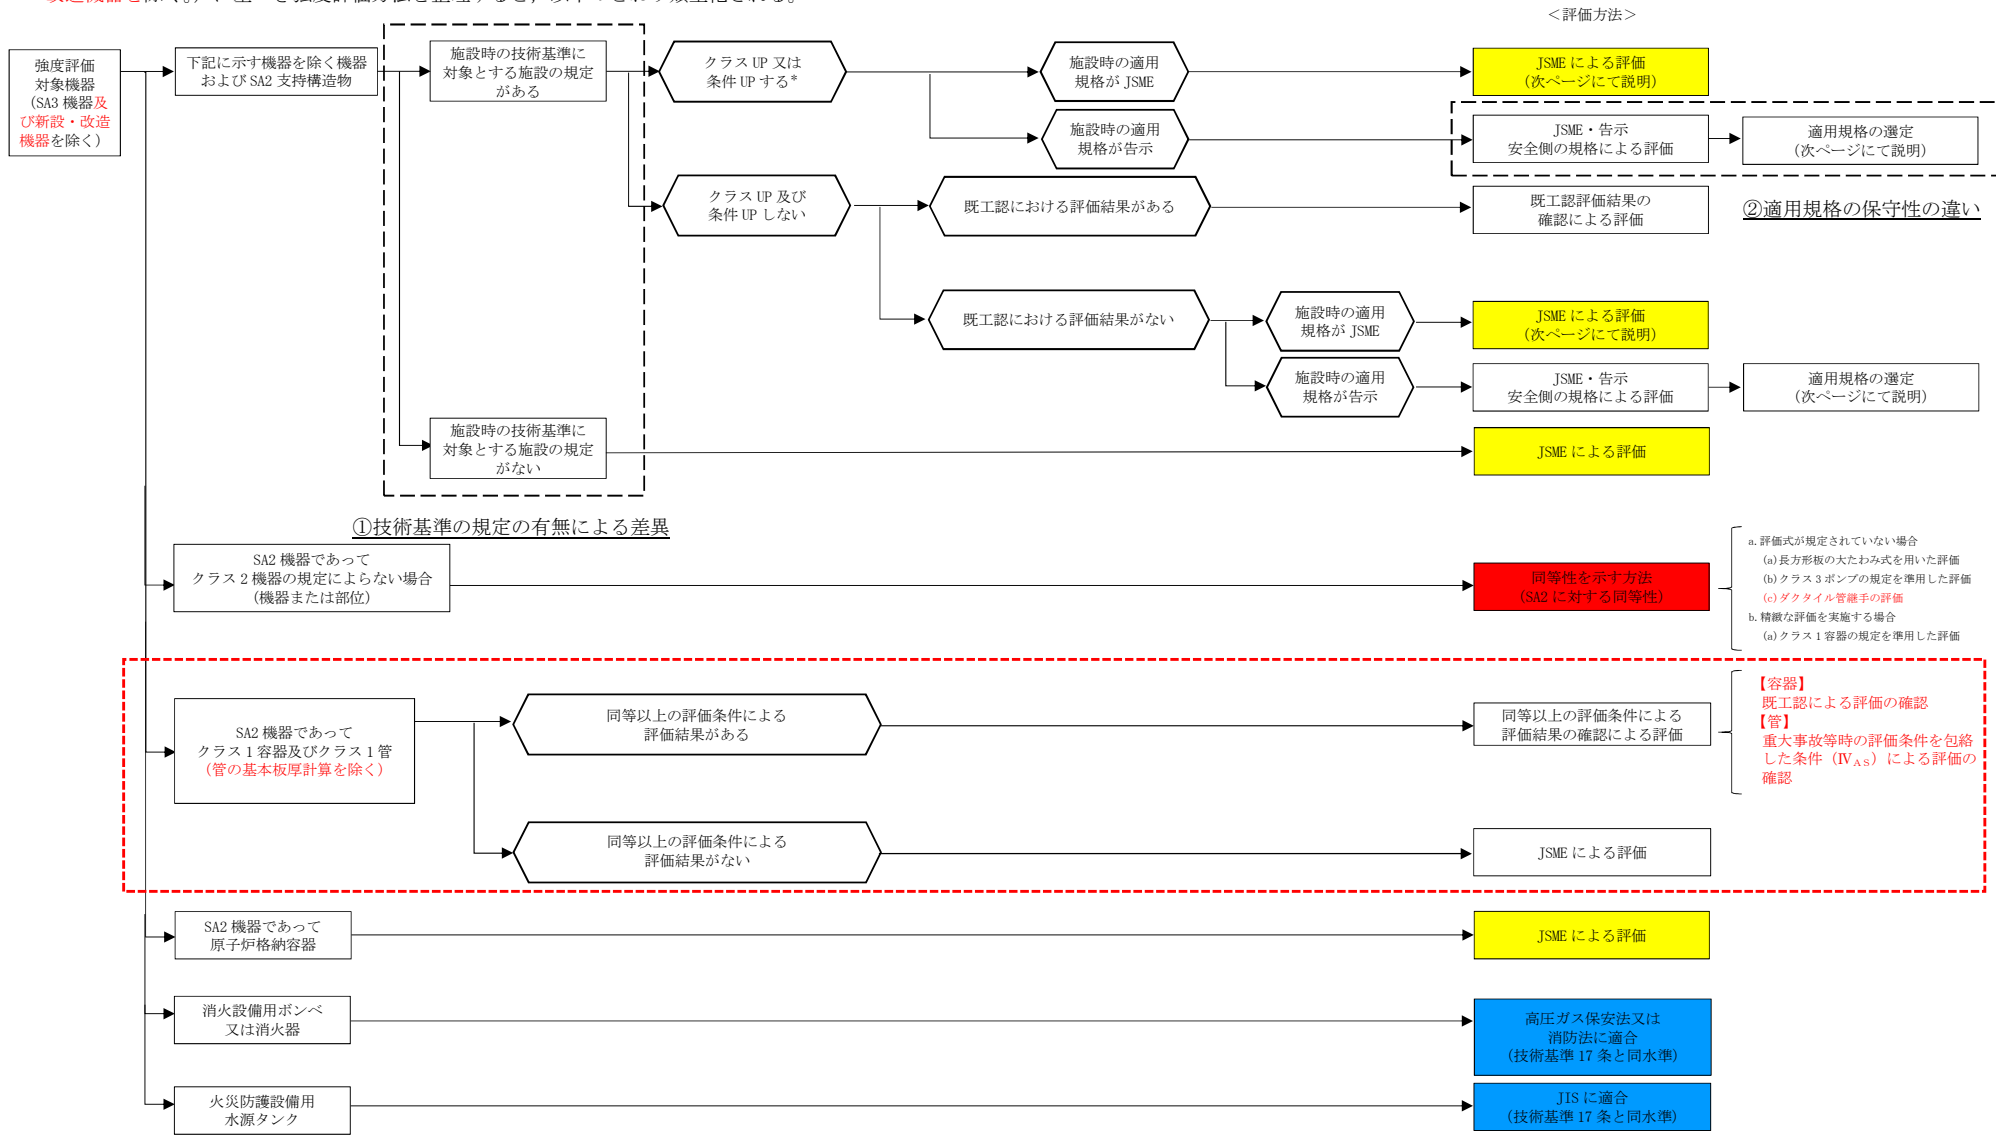 ＜評価方法＞
強度評価
対象機器
(SA3 機器及
び新設・改造
機器を除く)
下記に示す機器を除く機器
および SA2 支持構造物
施設時の技術基準に
対象とする施設の規定
がある
クラス UP 又は
条件 UP する*
施設時の適用
規格が JSME
JSME による評価
(次ページにて説明)
施設時の適用
規格が告示
JSME・告示
安全側の規格による評価
適用規格の選定
(次ページにて説明)
クラス UP 及び
条件 UP しない
既工認における評価結果がある
既工認評価結果の
確認による評価
②適用規格の保守性の違い
既工認における評価結果がない
施設時の適用
規格が JSME
JSME による評価
(次ページにて説明)
施設時の適用
規格が告示
JSME・告示
安全側の規格による評価
適用規格の選定
(次ページにて説明)
施設時の技術基準に
対象とする施設の規定
がない
JSME による評価
①技術基準の規定の有無による差異
SA2 機器であって
クラス２機器の規定によらない場合
(機器または部位)
同等性を示す方法
(SA2 に対する同等性)
a. 評価式が規定されていない場合
(a)長方形板の大たわみ式を用いた評価
(b)クラス３ポンプの規定を準用した評価
(c)ダクタイル管継手の評価
b. 精緻な評価を実施する場合
(a)クラス１容器の規定を準用した評価
SA2 機器であって
クラス１容器及びクラス１管
(管の基本板厚計算を除く)
同等以上の評価条件による
評価結果がある
同等以上の評価条件による
評価結果の確認による評価
【容器】
既工認による評価の確認
【管】
重大事故等時の評価条件を包絡
した条件（ⅣAS）による評価の
確認
同等以上の評価条件による
評価結果がない
JSME による評価
SA2 機器であって
原子炉格納容器
JSME による評価
消火設備用ボンベ
又は消火器
高圧ガス保安法又は
消防法に適合
(技術基準 17 条と同水準)
火災防護設備用
水源タンク
JIS に適合
(技術基準 17 条と同水準)